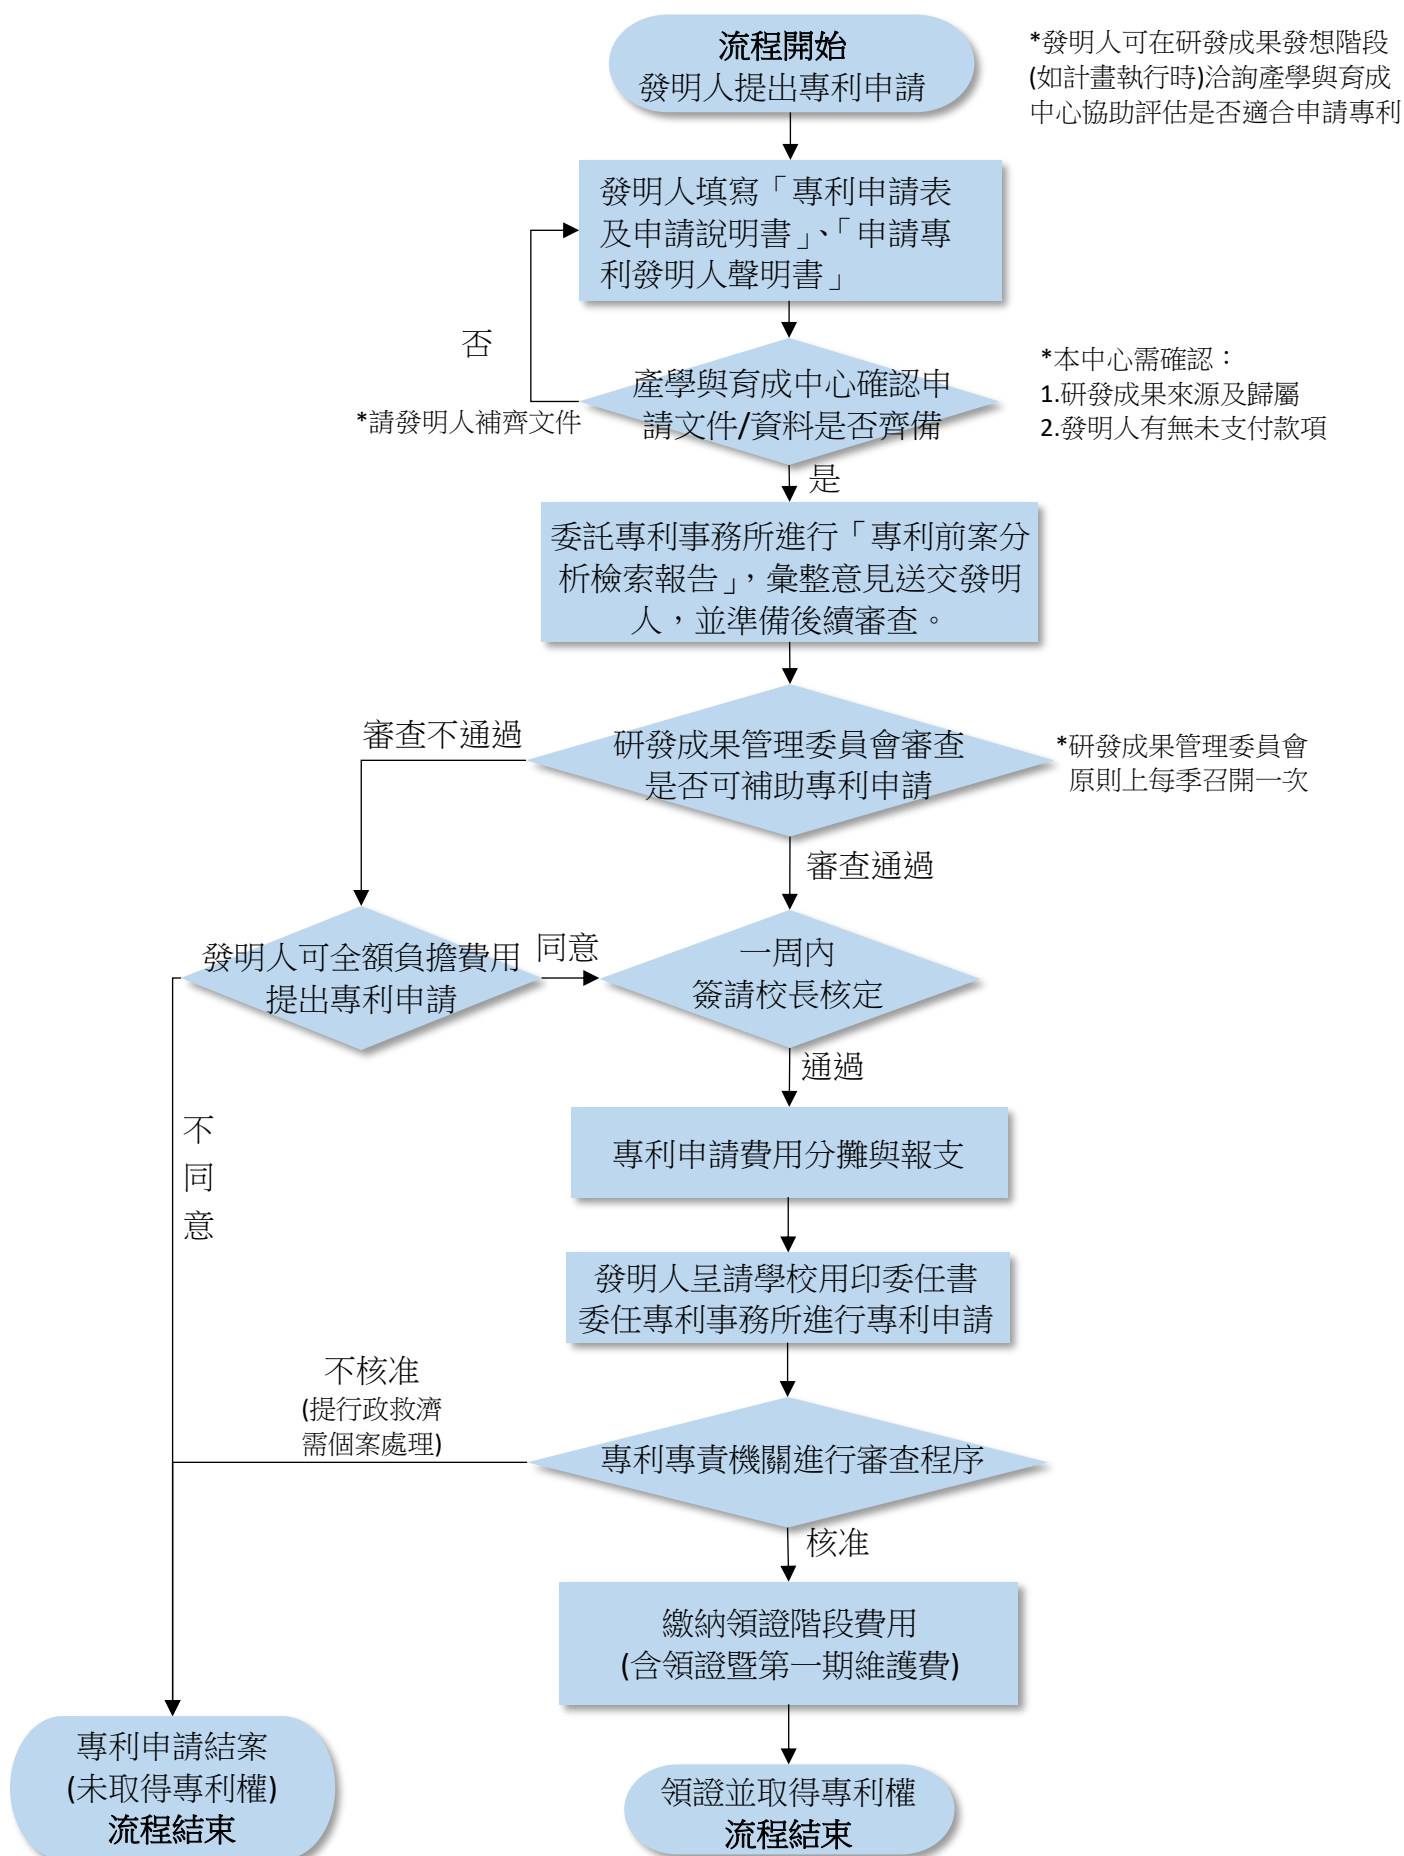 流程開始
發明人提出專利申請
*發明人可在研發成果發想階段
(如計畫執行時)洽詢產學與育成
中心協助評估是否適合申請專利
發明人填寫「專利申請表
及申請說明書」、「申請專
利發明人聲明書」
否
*請發明人補齊文件
產學與育成中心確認申
請文件/資料是否齊備
*本中心需確認：
1.研發成果來源及歸屬
2.發明人有無未支付款項
是
委託專利事務所進行「專利前案分
析檢索報告」，彙整意見送交發明
人，並準備後續審查。
審查不通過
研發成果管理委員會審查
是否可補助專利申請
*研發成果管理委員會
原則上每季召開一次
審查通過
發明人可全額負擔費用
提出專利申請
同意
一周內
簽請校長核定
通過
不
同
意
專利申請費用分攤與報支
發明人呈請學校用印委任書
委任專利事務所進行專利申請
不核准
(提行政救濟
需個案處理)
專利專責機關進行審查程序
核准
繳納領證階段費用
(含領證暨第一期維護費)
專利申請結案
(未取得專利權)
流程結束
領證並取得專利權
流程結束